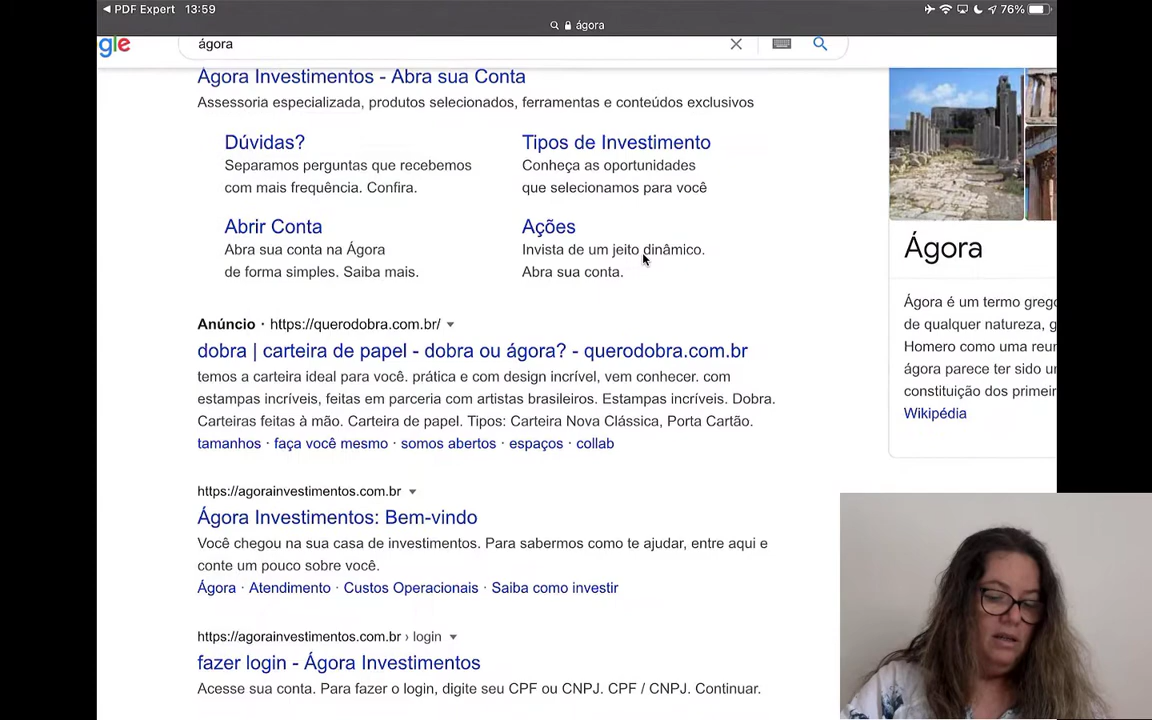 PDF Expert 13:59
76%
ágora
gle
ágora
Ágora Investimentos - Abra sua Conta
Assessoria especializada, produtos selecionados, ferramentas e conteúdos exclusivos
Dúvidas?
Separamos perguntas que recebemos
com mais frequência. Confira.
Tipos de Investimento
Conheça as oportunidades
que selecionamos para você
Abrir Conta
Abra sua conta na Ágora
de forma simples. Saiba mais.
Ações
Invista de um jeito dinâmico.
Abra sua conta.
Anúncio · https://querodobra.com.br/
dobra | carteira de papel - dobra ou ágora? - querodobra.com.br
temos a carteira ideal para você. prática e com design incrível, vem conhecer. com
estampas incríveis, feitas em parceria com artistas brasileiros. Estampas incríveis. Dobra.
Carteiras feitas à mão. Carteira de papel. Tipos: Carteira Nova Clássica, Porta Cartão.
tamanhos · faça você mesmo · somos abertos · espaços · collab
https://agorainvestimentos.com.br
Ágora Investimentos: Bem-vindo
Você chegou na sua casa de investimentos. Para sabermos como te ajudar, entre aqui e
conte um pouco sobre você.
Ágora · Atendimento · Custos Operacionais · Saiba como investir
https://agorainvestimentos.com.br › login
fazer login - Ágora Investimentos
Acesse sua conta. Para fazer o login, digite seu CPF ou CNPJ. CPF / CNPJ. Continuar.
Ágora
Ágora é um termo greg
de qualquer natureza, g
Homero como uma reu
ágora parece ter sido u
constituição dos primei
Wikipédia